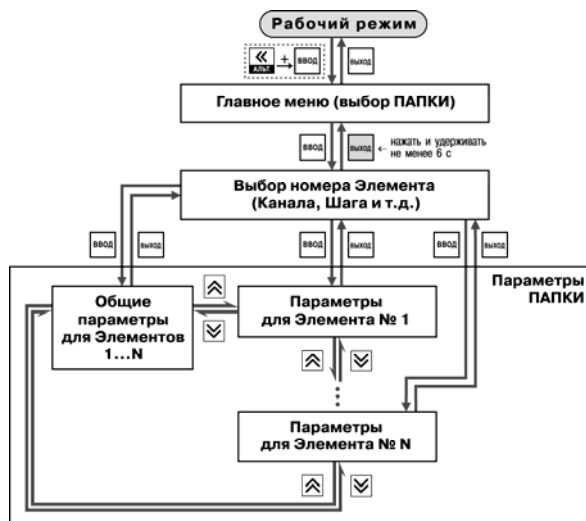 Рабочий режим
АЛЬТ.
+
ВВОД
ВЫХОД
Главное меню (выбор ПАПКИ)
ВВОД
ВЫХОД
нажать и удерживать
не менее 6 с
Выбор номера Элемента
(Канала, Шага и т.д.)
ВВОД
ВЫХОД
ВВОД
ВЫХОД
ВВОД
ВЫХОД
Параметры
ПАПКИ
Общие
параметры
для Элементов
1...N
Параметры
для Элемента № 1
Параметры
для Элемента № N